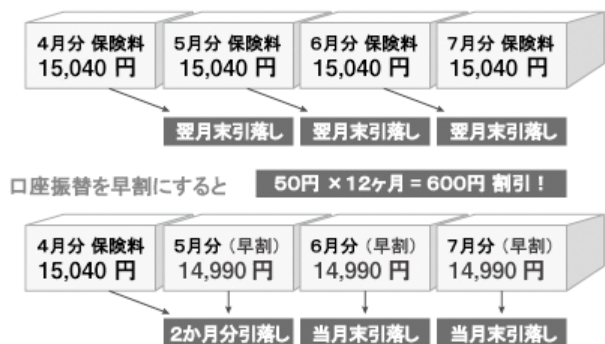 4月分 保険料 5月分 保険料 6月分 保険料 7月分 保険料
15,040 円 15,040 円 15,040 円 15,040 円
翌月末引落し 翌月末引落し 翌月末引落し
口座振替を早割にすると 50円 ×12ヶ月=600円 割引!
4月分 保険料 5月分(早割) 6月分(早割) 7月分(早割)
15,040 円 14,990 円 14,990 円 14,990 円
2か月分引落し 当月末引落し 当月末引落し